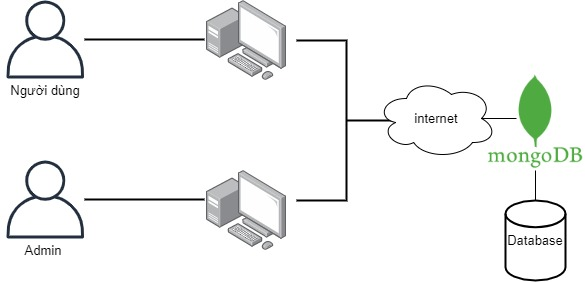 Người dùng
internet
mongoDB
Admin
Database